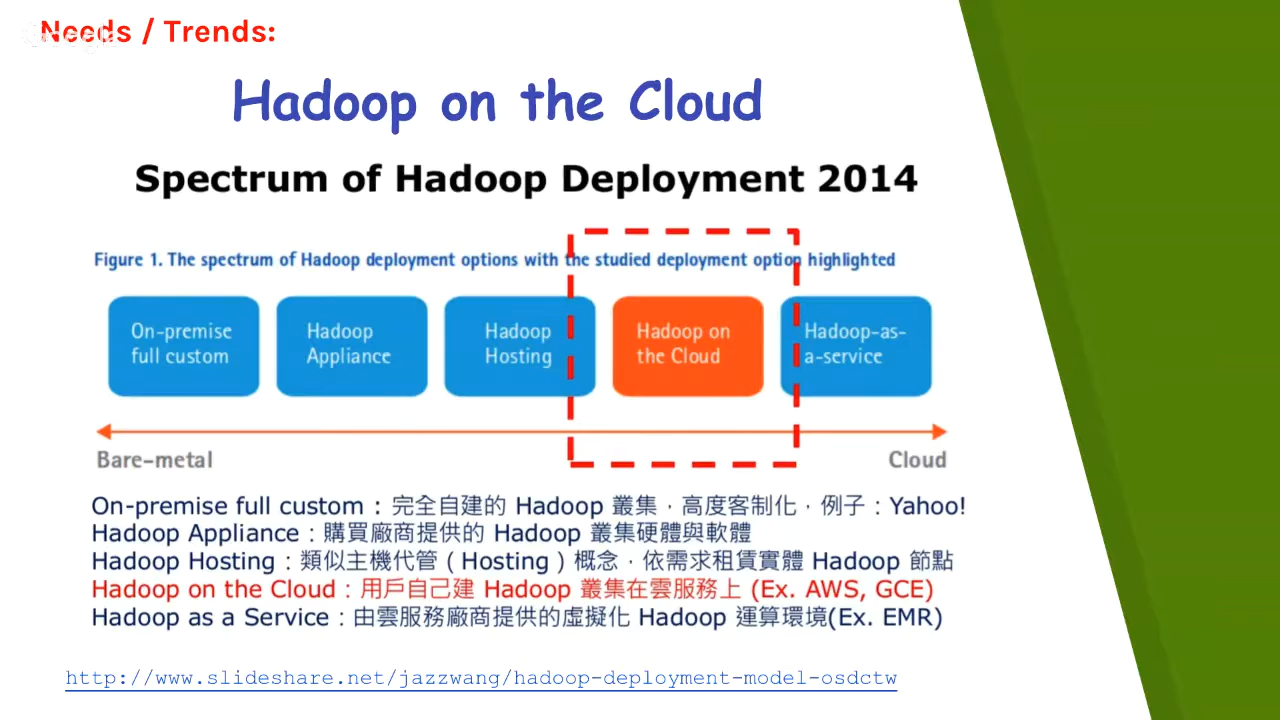 Needs / Trends:
Hadoop on the Cloud
Spectrum of Hadoop Deployment 2014
Figure 1. The spectrum of Hadoop deployment options with the studied deployment option highlighted
On-premise
full custom
Hadoop
Appliance
Hadoop
Hosting
Hadoop on
the Cloud
Hadoop-as-
a-service
Bare-metal
Cloud
On-premise full custom：完全自建的 Hadoop 叢集，高度客制化，例子：Yahoo!
Hadoop Appliance：購買廠商提供的 Hadoop 叢集硬體與軟體
Hadoop Hosting：類似主機代管（Hosting）概念，依需求租賃實體 Hadoop 節點
Hadoop on the Cloud：用戶自己建 Hadoop 叢集在雲服務上 (Ex. AWS, GCE)
Hadoop as a Service：由雲服務廠商提供的虛擬化 Hadoop 運算環境(Ex. EMR)
http://www.slideshare.net/jazzwang/hadoop-deployment-model-osdctw